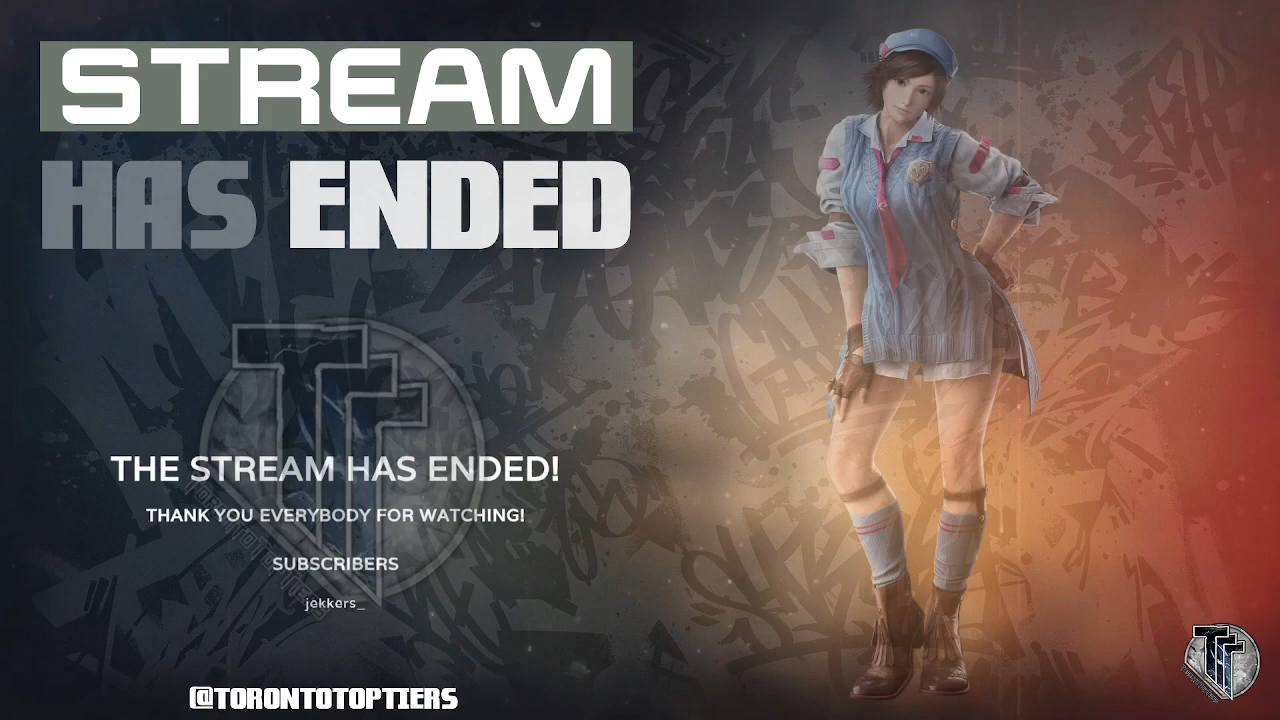 STREAM
HAS ENDED
THE STREAM HAS ENDED!
THANK YOU EVERYBODY FOR WATCHING!
SUBSCRIBERS
jekkers_
@TORONTOTOPTIERS